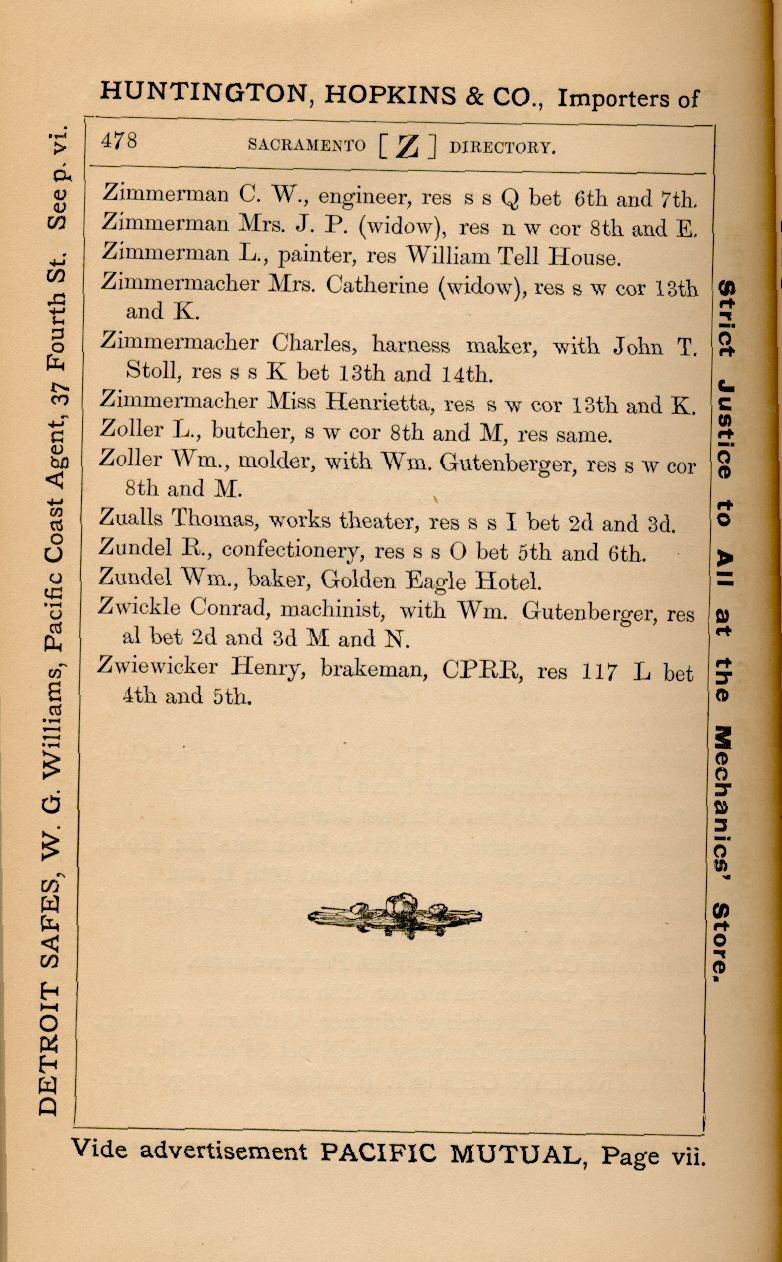 HUNTINGTON, HOPKINS & CO., Importers of
478 SACRAMENTO [Z] DIRECTORY.
Zimmerman C. W., engineer, res s s Q bet 6th and 7th.
Zimmerman Mrs. J. P. (widow), res n w cor 8th and E.
Zimmerman L., painter, res William Tell House.
Zimmermacher Mrs. Catherine (widow), res s w cor 13th
and K.
Zimmermacher Charles, harness maker, with John T.
Stoll, res s s K bet 13th and 14th.
Zimmermacher Miss Henrietta, res s w cor 13th and K.
Zoller L., butcher, s w cor 8th and M, res same.
Zoller Wm., molder, with Wm. Gutenberger, res s w cor
8th and M.
Zualls Thomas, works theater, res s s I bet 2d and 3d.
Zundel R., confectionery, res s s O bet 5th and 6th.
Zundel Wm., baker, Golden Eagle Hotel.
Zwickle Conrad, machinist, with Wm. Gutenberger, res
al bet 2d and 3d M and N.
Zwiewicker Henry, brakeman, CPRR, res 117 L bet
4th and 5th.
DETROIT SAFES, W. G. Williams, Pacific Coast Agent, 37 Fourth St. See p. vi.
Strict Justice to All at the Mechanics' Store.
Vide advertisement PACIFIC MUTUAL, Page vii.